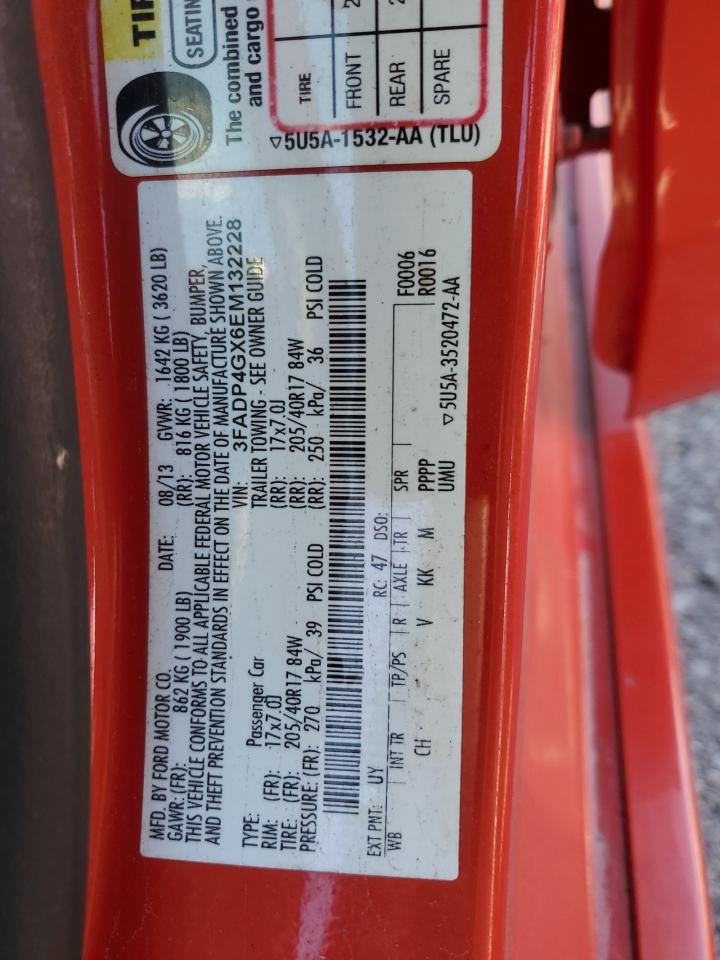 TIR
SEATIN
The combined
and cargo
TIRE
FRONT 2
REAR 2
SPARE
▽5U5A-1532-AA (TLU)
MFD. BY FORD MOTOR CO. DATE: 08/13 GVWR: 1642 KG ( 3620 LB)
GAWR: (FR): 862 KG ( 1900 LB) (RR): 816 KG ( 1800 LB)
THIS VEHICLE CONFORMS TO ALL APPLICABLE FEDERAL MOTOR VEHICLE SAFETY, BUMPER,
AND THEFT PREVENTION STANDARDS IN EFFECT ON THE DATE OF MANUFACTURE SHOWN ABOVE.
VIN: 3FADP4GX6EM132228
TYPE: Passenger Car TRAILER TOWING - SEE OWNER GUIDE
RIM: (FR): 17x7.0J (RR): 17x7.0J
TIRE: (FR): 205/40R17 84W (RR): 205/40R17 84W
PRESSURE: (FR): 270 kPa/ 39 PSI COLD (RR): 250 kPa/ 36 PSI COLD
EXT PNT: UY RC: 47 DSO: F0006
WB INT TR TP/PS R AXLE TR SPR R0016
CH V KK M PPPP
UMU ▽5U5A-3520472-AA